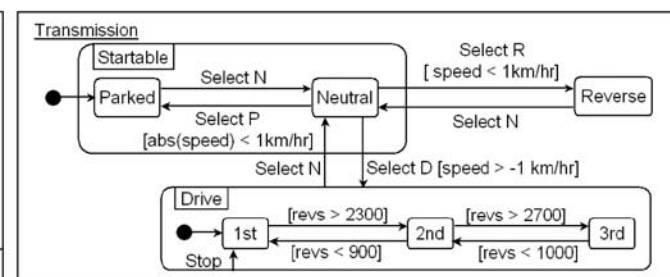 Transmission
Startable
Select R
[ speed < 1km/hr]
Select N
Parked
Neutral
Reverse
Select P
[abs(speed) < 1km/hr]
Select N
Select N
Select D [speed > -1 km/hr]
Drive
[revs > 2300]
[revs > 2700]
1st
2nd
3rd
[revs < 900]
[revs < 1000]
Stop